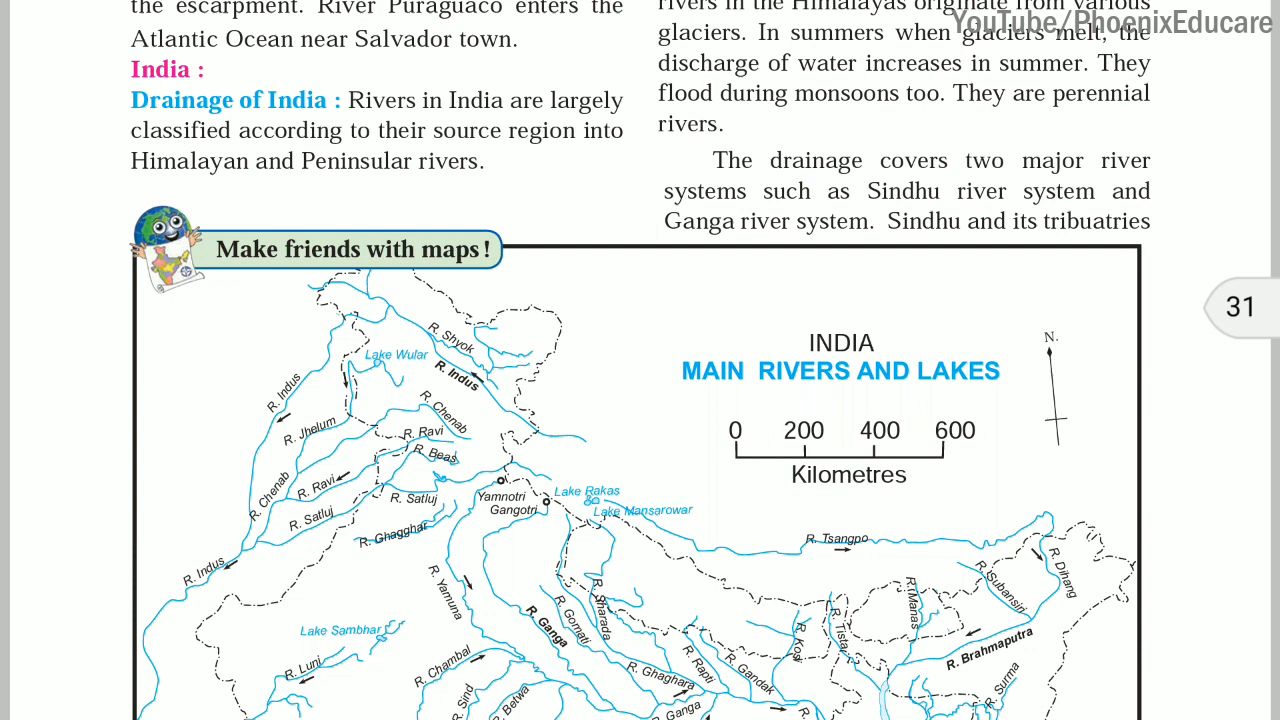 the escarpment. River Puraguaco enters the
Atlantic Ocean near Salvador town.
India :
Drainage of India : Rivers in India are largely
classified according to their source region into
Himalayan and Peninsular rivers.
rivers in the Himalayas originate from various
glaciers. In summers when glaciers melt, the
discharge of water increases in summer. They
flood during monsoons too. They are perennial
rivers.
The drainage covers two major river
systems such as Sindhu river system and
Ganga river system. Sindhu and its tribuatries
YouTube/PhoenixEducare
31
Make friends with maps !
INDIA
MAIN RIVERS AND LAKES
0 200 400 600
Kilometres
N.
R. Shyok
Lake Wular
R. Indus
R. Indus
R. Chenab
R. Jhelum
R. Ravi
R. Beas
R. Chenab
R. Ravi
R. Satluj
R. Satluj
Yamnotri
Gangotri
Lake Rakas
Lake Mansarowar
R. Ghagghar
R. Tsangpo
R. Indus
R. Dihang
R. Subansiri
R. Manas
R. Yamuna
R. Ganga
R. Gomati
R. Sharada
R. Kosi
R. Tista
R. Brahmaputra
Lake Sambhar
R. Luni
R. Chambal
R. Ghaghara
R. Rapti
R. Gandak
R. Surma
R. Sind
R. Betwa
R. Ganga
R.